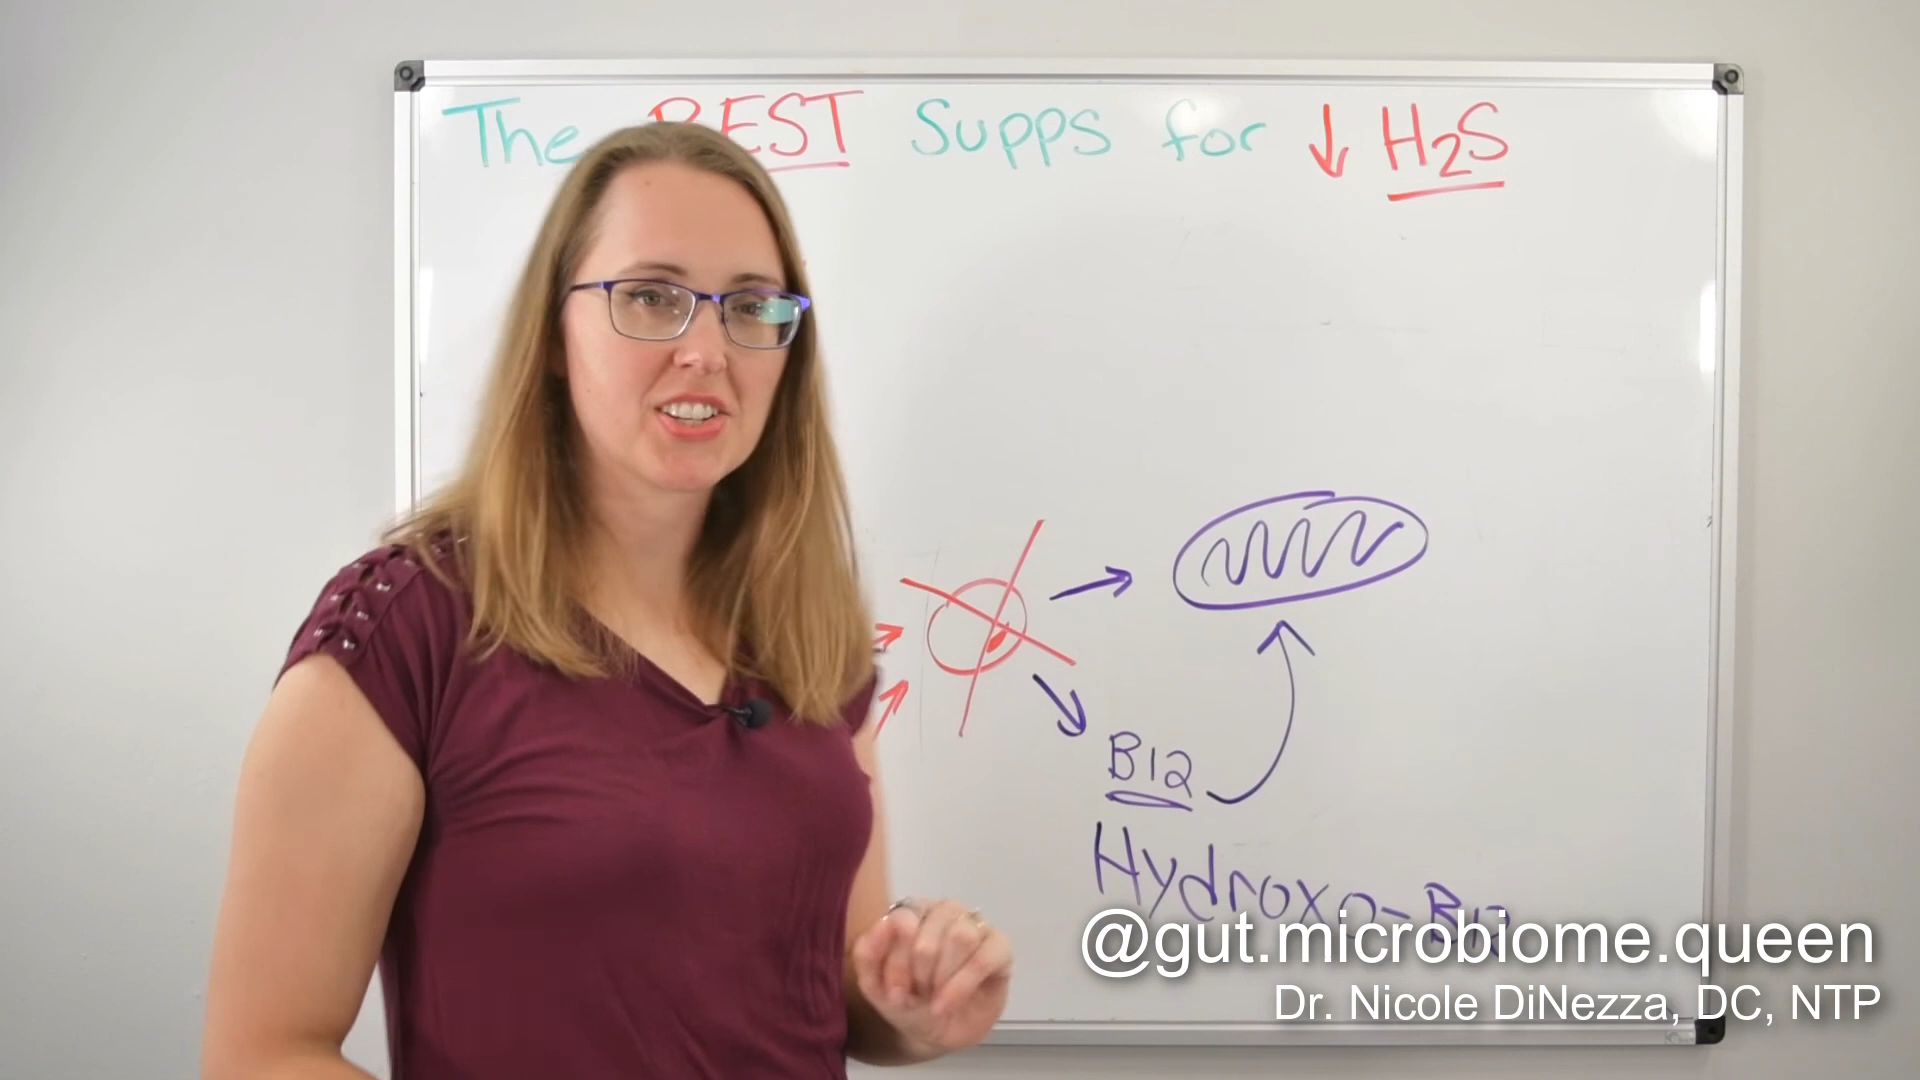 The BEST Supps for ↓ H2S
B12
Hydroxo-B12
@gut.microbiome.queen
Dr. Nicole DiNezza, DC, NTP